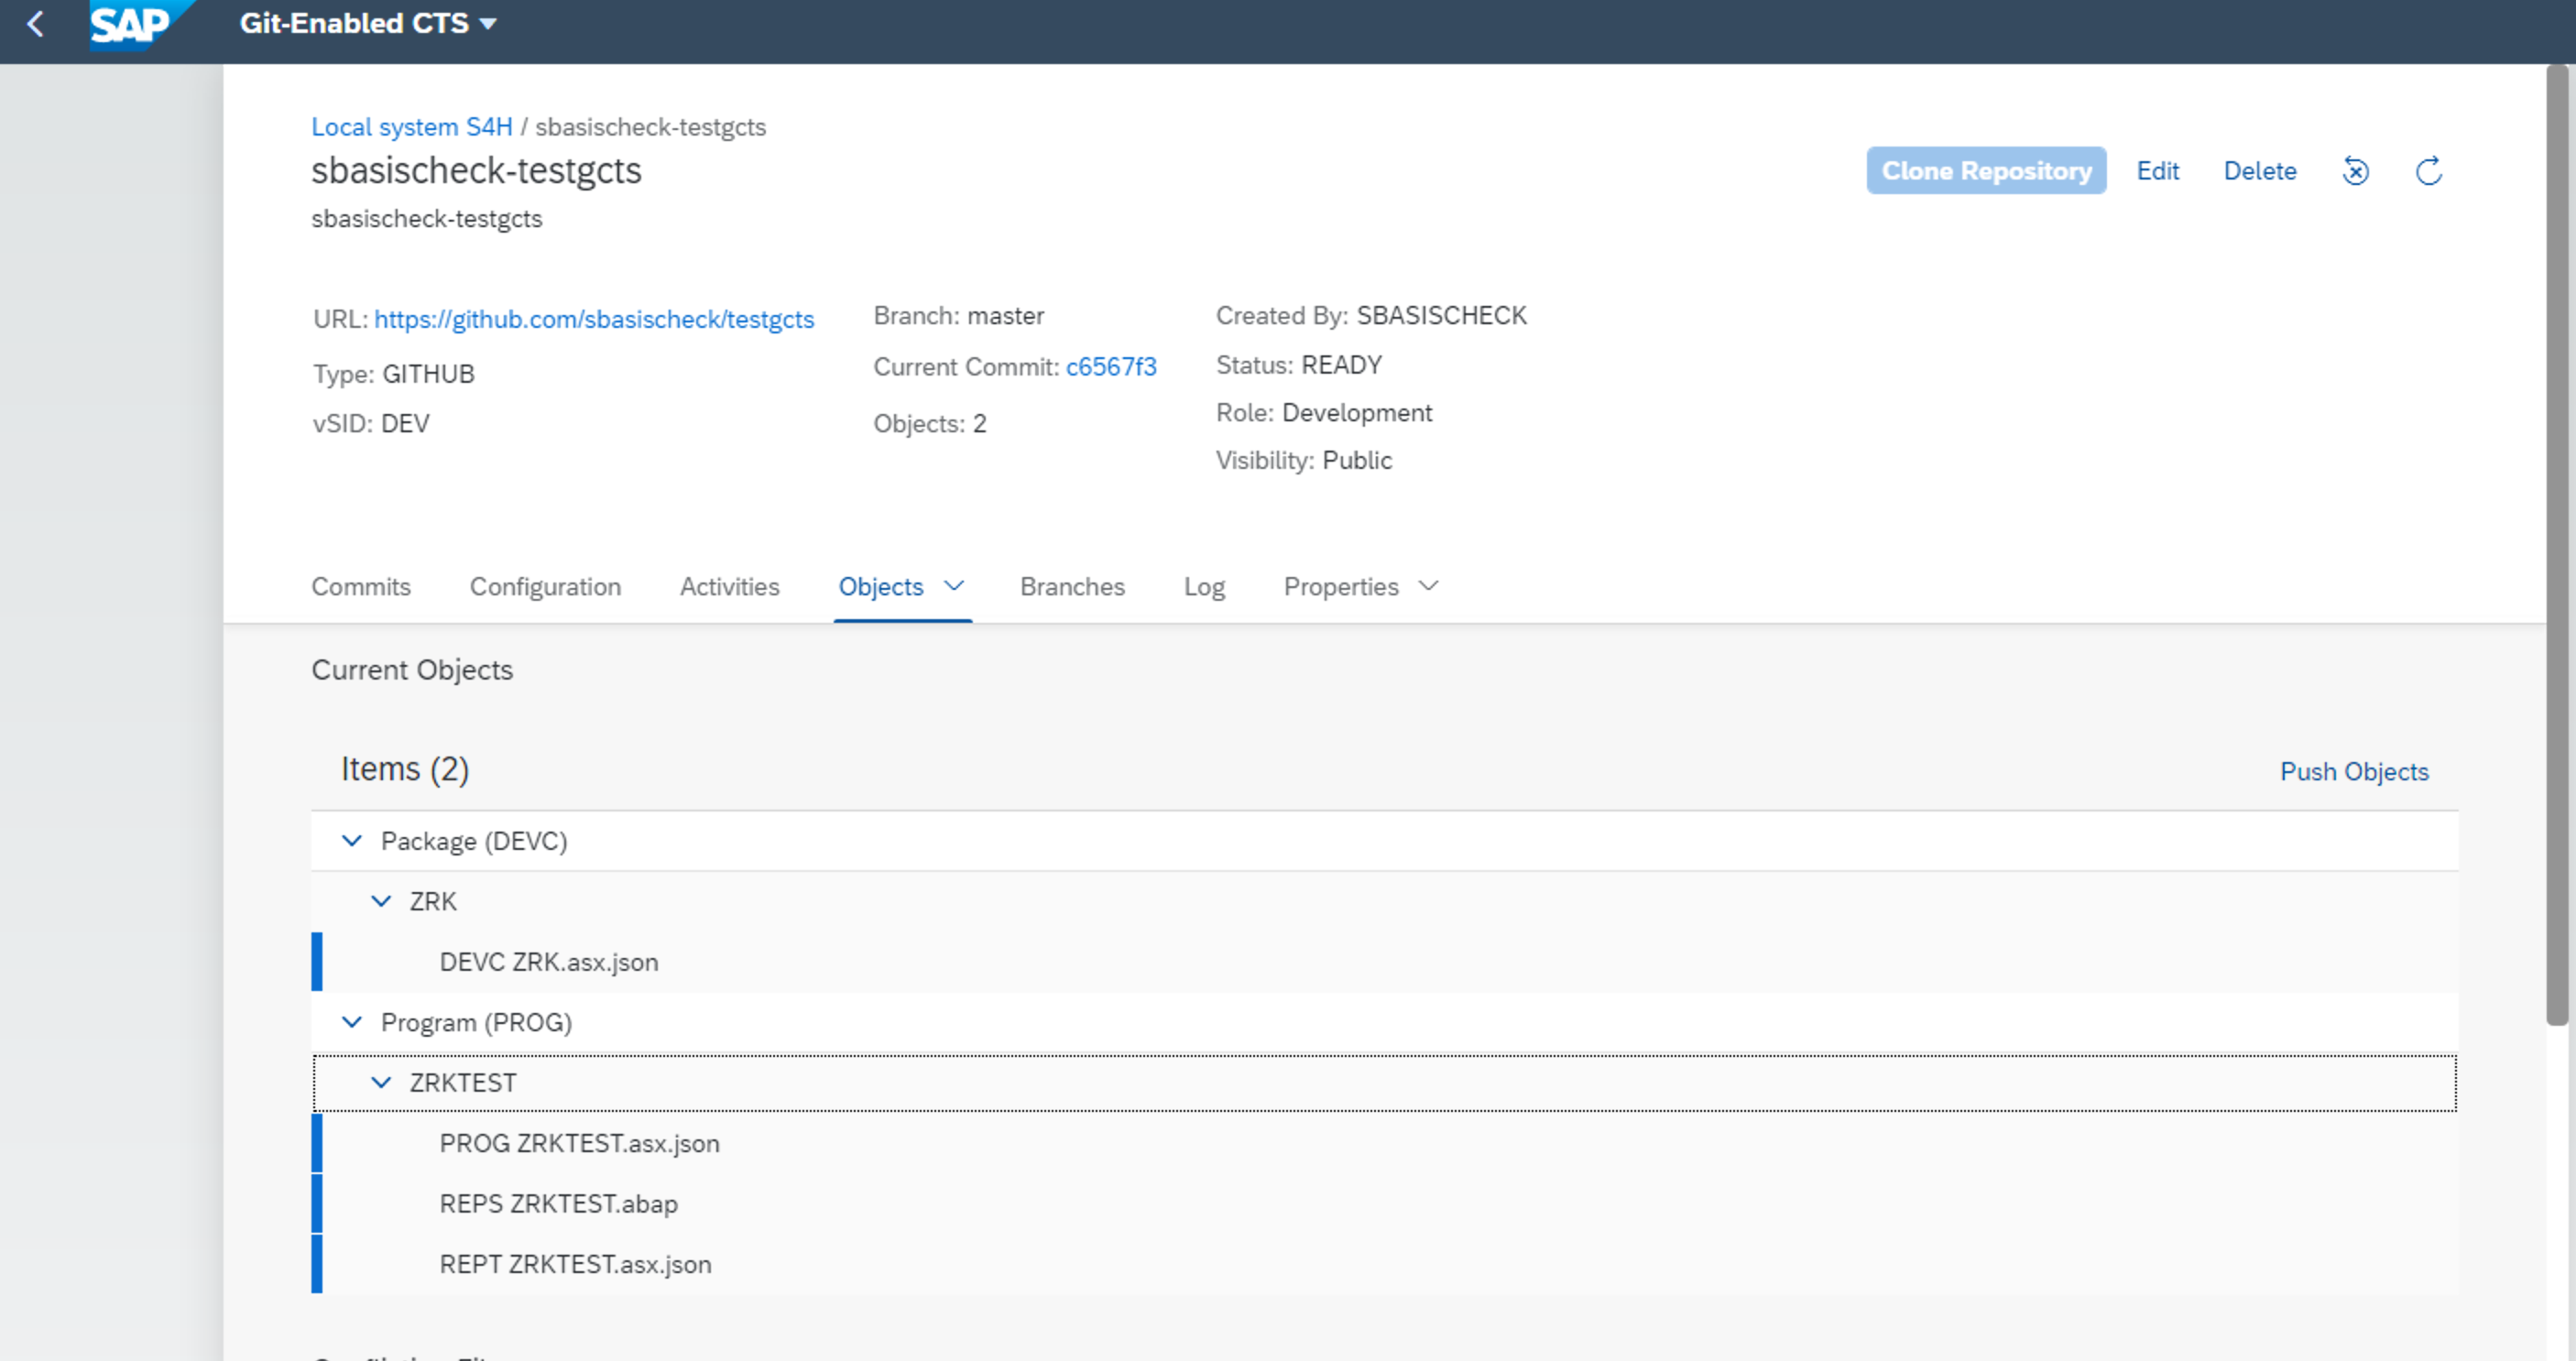 SAP Git-Enabled CTS
Local system S4H / sbasischeck-testgcts
sbasischeck-testgcts
Clone Repository Edit Delete
sbasischeck-testgcts
URL: https://github.com/sbasischeck/testgcts
Type: GITHUB
vSID: DEV
Branch: master
Current Commit: c6567f3
Objects: 2
Created By: SBASISCHECK
Status: READY
Role: Development
Visibility: Public
Commits Configuration Activities Objects Branches Log Properties
Current Objects
Items (2) Push Objects
Package (DEVC)
ZRK
DEVC ZRK.asx.json
Program (PROG)
ZRKTEST
PROG ZRKTEST.asx.json
REPS ZRKTEST.abap
REPT ZRKTEST.asx.json